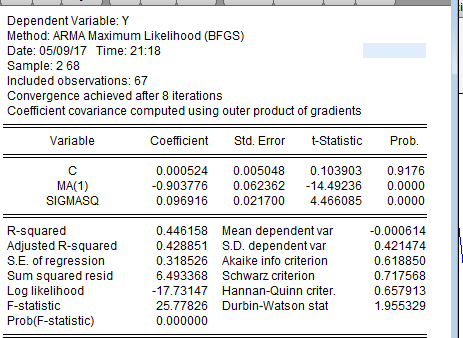 Dependent Variable: Y
Method: ARMA Maximum Likelihood (BFGS)
Date: 05/09/17 Time: 21:18
Sample: 2 68
Included observations: 67
Convergence achieved after 8 iterations
Coefficient covariance computed using outer product of gradients
Variable Coefficient Std. Error t-Statistic Prob.
C 0.000524 0.005048 0.103903 0.9176
MA(1) -0.903776 0.062362 -14.49236 0.0000
SIGMASQ 0.096916 0.021700 4.466085 0.0000
R-squared 0.446158 Mean dependent var -0.000614
Adjusted R-squared 0.428851 S.D. dependent var 0.421474
S.E. of regression 0.318526 Akaike info criterion 0.618850
Sum squared resid 6.493368 Schwarz criterion 0.717568
Log likelihood -17.73147 Hannan-Quinn criter. 0.657913
F-statistic 25.77826 Durbin-Watson stat 1.955329
Prob(F-statistic) 0.000000